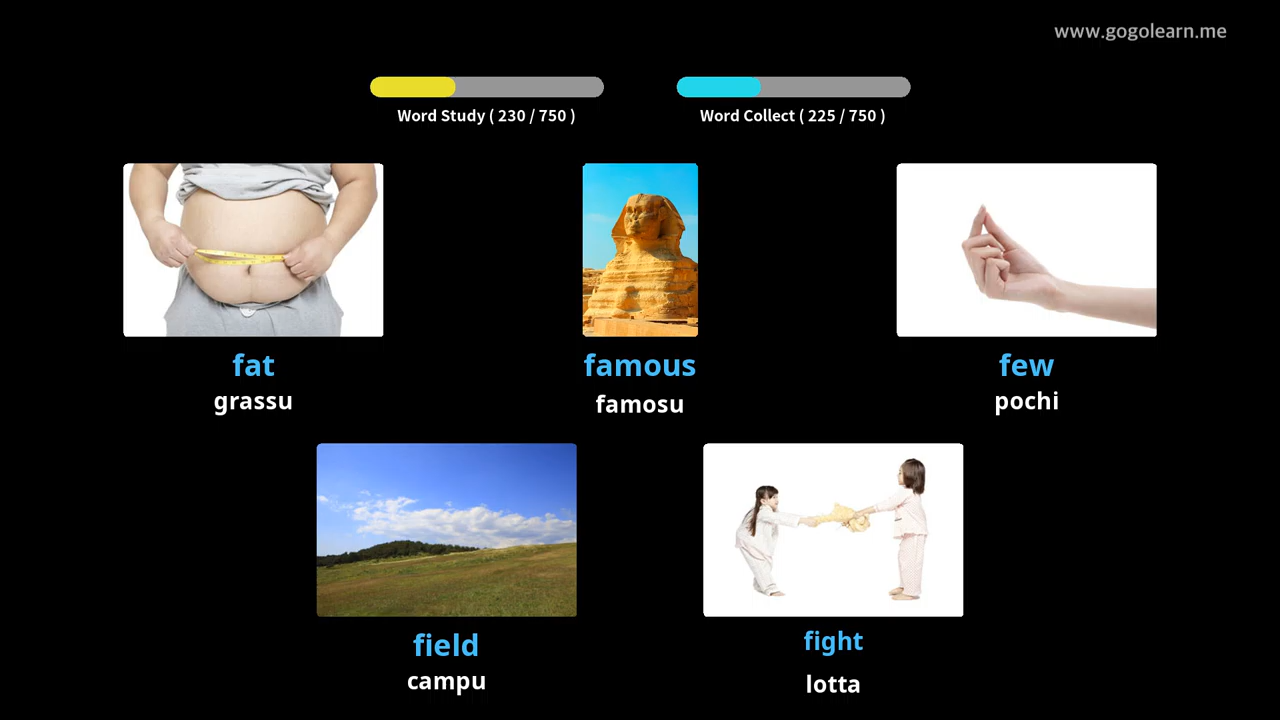 www.gogolearn.me
Word Study ( 230 / 750 )
Word Collect ( 225 / 750 )
fat
grassu
famous
famosu
few
pochi
field
campu
fight
lotta